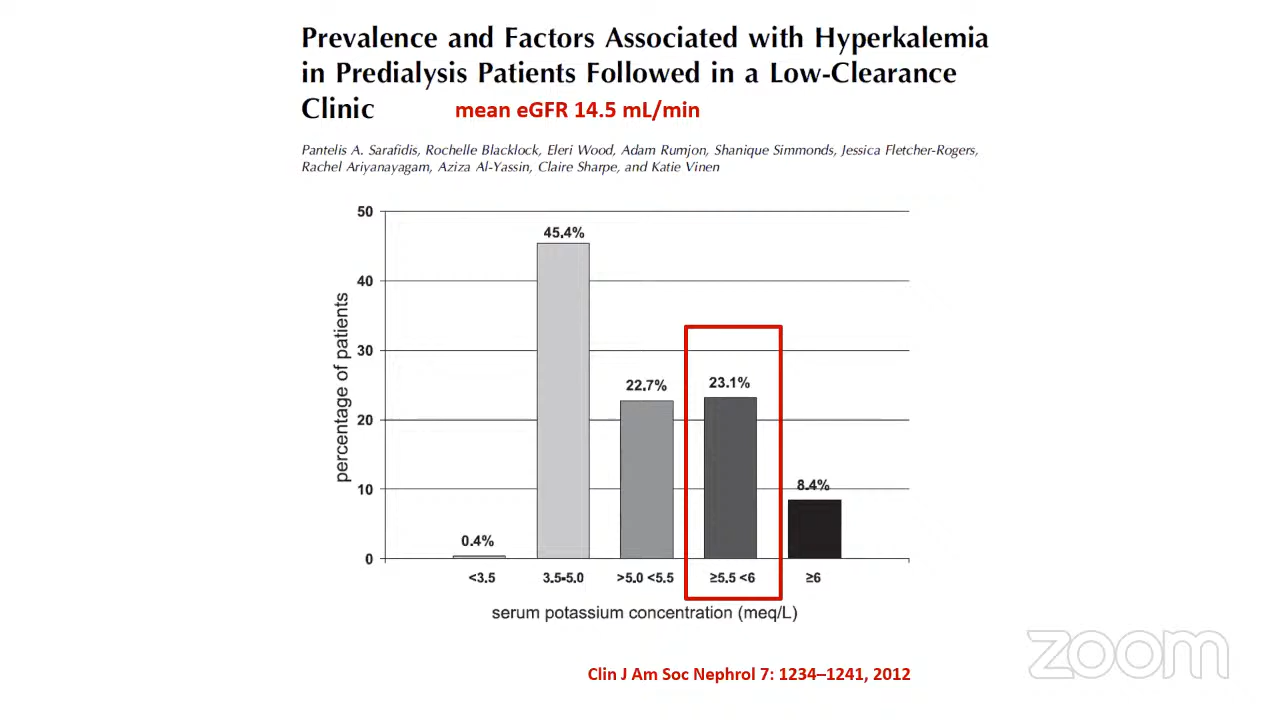 Prevalence and Factors Associated with Hyperkalemia
in Predialysis Patients Followed in a Low-Clearance
Clinic
mean eGFR 14.5 mL/min
Pantelis A. Sarafidis, Rochelle Blacklock, Eleri Wood, Adam Rumjon, Shanique Simmonds, Jessica Fletcher-Rogers,
Rachel Ariyanayagam, Aziza Al-Yassin, Claire Sharpe, and Katie Vinen
percentage of patients
50
40
30
20
10
0
0.4%
45.4%
22.7%
23.1%
8.4%
<3.5
3.5-5.0
>5.0 <5.5
≥5.5 <6
≥6
serum potassium concentration (meq/L)
Clin J Am Soc Nephrol 7: 1234–1241, 2012
zoom